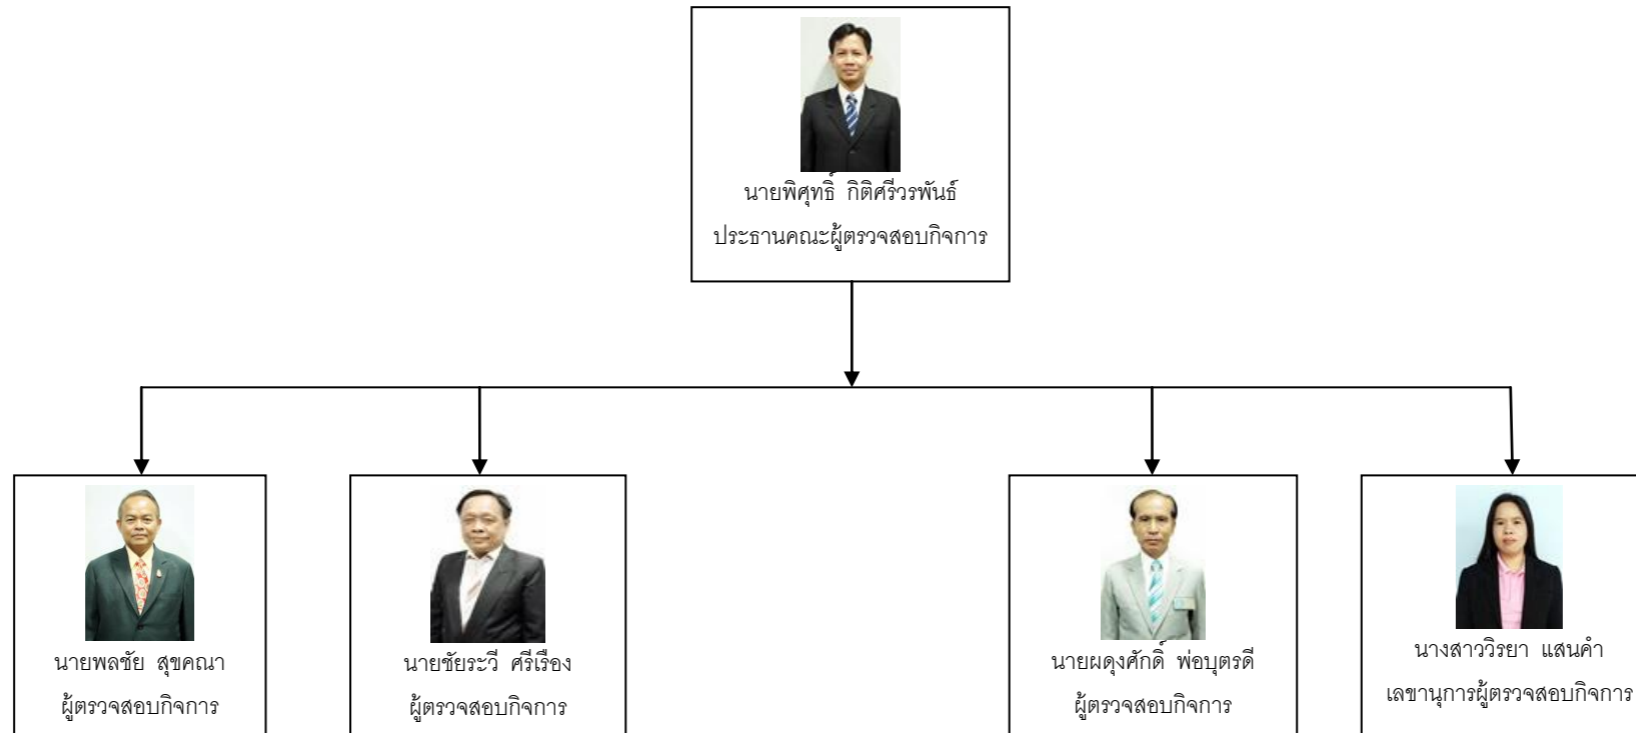 นายพิศุทธิ์ กิติศรีวรพันธ์
ประธานคณะผู้ตรวจสอบกิจการ
นายพลชัย สุขคณา
ผู้ตรวจสอบกิจการ
นายชัยระวี ศรีเรือง
ผู้ตรวจสอบกิจการ
นายผดุงศักดิ์ พ่อบุตรดี
ผู้ตรวจสอบกิจการ
นางสาววิรยา แสนคำ
เลขานุการผู้ตรวจสอบกิจการ